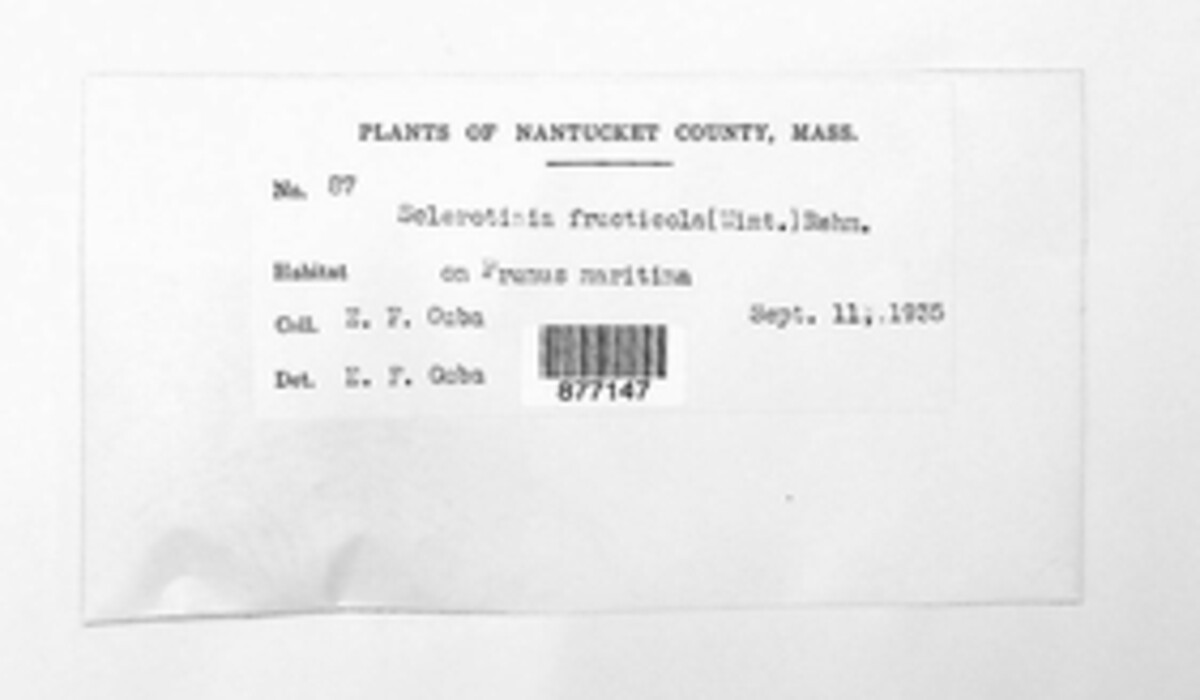 PLANTS OF NANTUCKET COUNTY, MASS.
No. 87
Sclerotinia fructicola(Wint.)Rehm.
Habitat on Prunus maritima
Coll. E. F. Guba Sept. 11,.1935
Det. E. F. Guba
877147